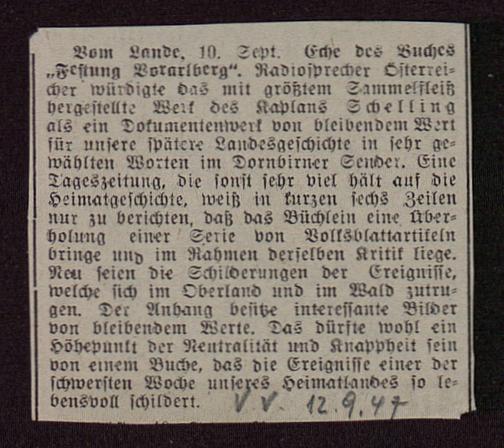 Vom Lande, 10. Sept. Echo des Buches
„Festung Vorarlberg“. Radiosprecher Österrei-
cher würdigte das mit größtem Sammelfleiß
hergestellte Werk des Kaplans Schelling
als ein Dokumentenwerk von bleibendem Wert
für unsere spätere Landesgeschichte in sehr ge-
wählten Worten im Dornbirner Sender. Eine
Tageszeitung, die sonst sehr viel hält auf die
Heimatgeschichte, weiß in kurzen sechs Zeilen
nur zu berichten, daß das Büchlein eine Über-
holung einer Serie von Volksblattartikeln
bringe und im Rahmen derselben Kritik liege.
Neu seien die Schilderungen der Ereignisse,
welche sich im Oberland und im Wald zutru-
gen. Der Anhang besitze interessante Bilder
von bleibendem Werte. Das dürfte wohl ein
Höhepunkt der Neutralität und Knappheit sein
von einem Buche, das die Ereignisse einer der
schwersten Woche unseres Heimatlandes so le-
bensvoll schildert. V.V. 12.9.47